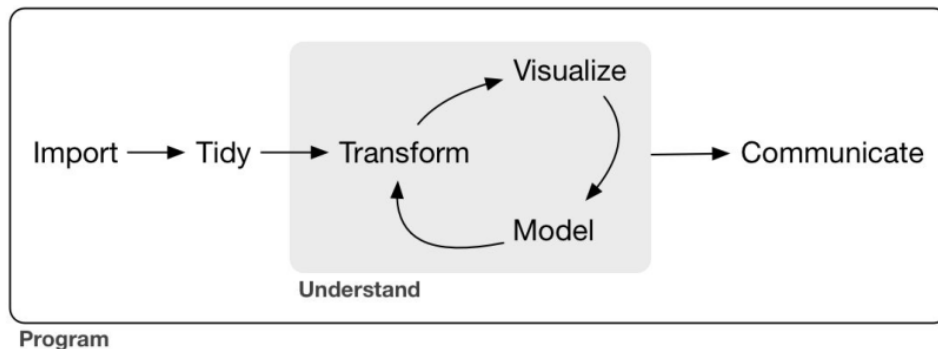 Visualize
Import
Tidy
Transform
Communicate
Model
Understand
Program